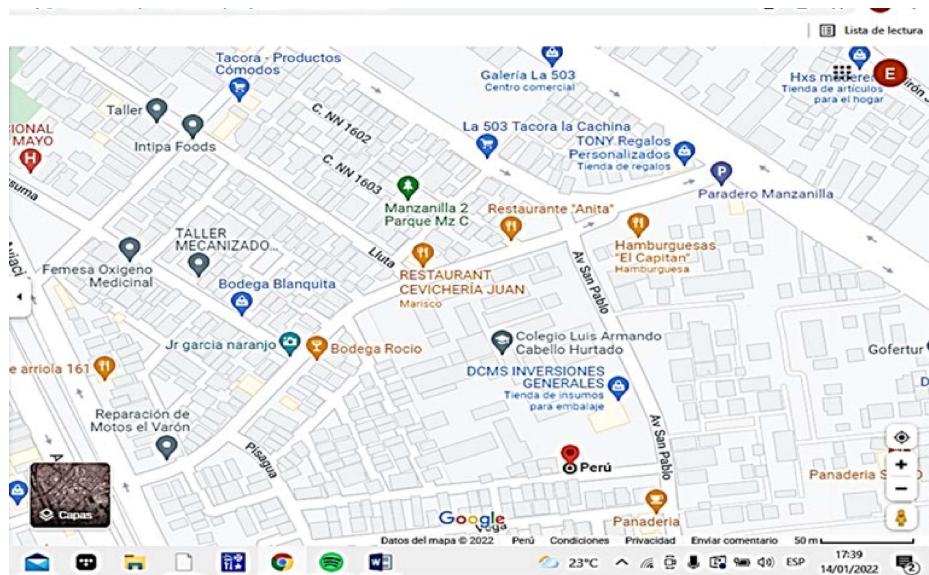 Lista de lectura
Tacora - Productos
Cómodos
Galería La 503
Centro comercial
Hxs
Tienda de artículos
para el hogar
E
Taller
C. NN 1602
La 503 Tacora la Cachina
TONY Regalos
Personalizados
Tienda de regalos
IONAL
MAYO
H
Intipa Foods
C. NN 1603
P
Paradero Manzanilla
suma
Manzanilla 2
Parque Mz C
Restaurante "Anita"
TALLER
MECANIZADO...
Lluta
Hamburguesas
"El Capitan"
Hamburguesa
Femesa Oxigeno
Medicinal
RESTAURANT
CEVICHERÍA JUAN
Marisco
Av San Pablo
Bodega Blanquita
Jr garcia naranjo
Bodega Rocio
Colegio Luis Armando
Cabello Hurtado
Gofertur
e arriola 161
DCMS INVERSIONES
GENERALES
Tienda de insumos
para embalaje
Reparación de
Motos el Varón
Av San Pablo
Pisagua
Perú
Panaderia S
Capas
Google
Panaderia
Datos del mapa © 2022 Perú Condiciones Privacidad Enviar comentario 50 m
23°C ESP 17:39
14/01/2022
2